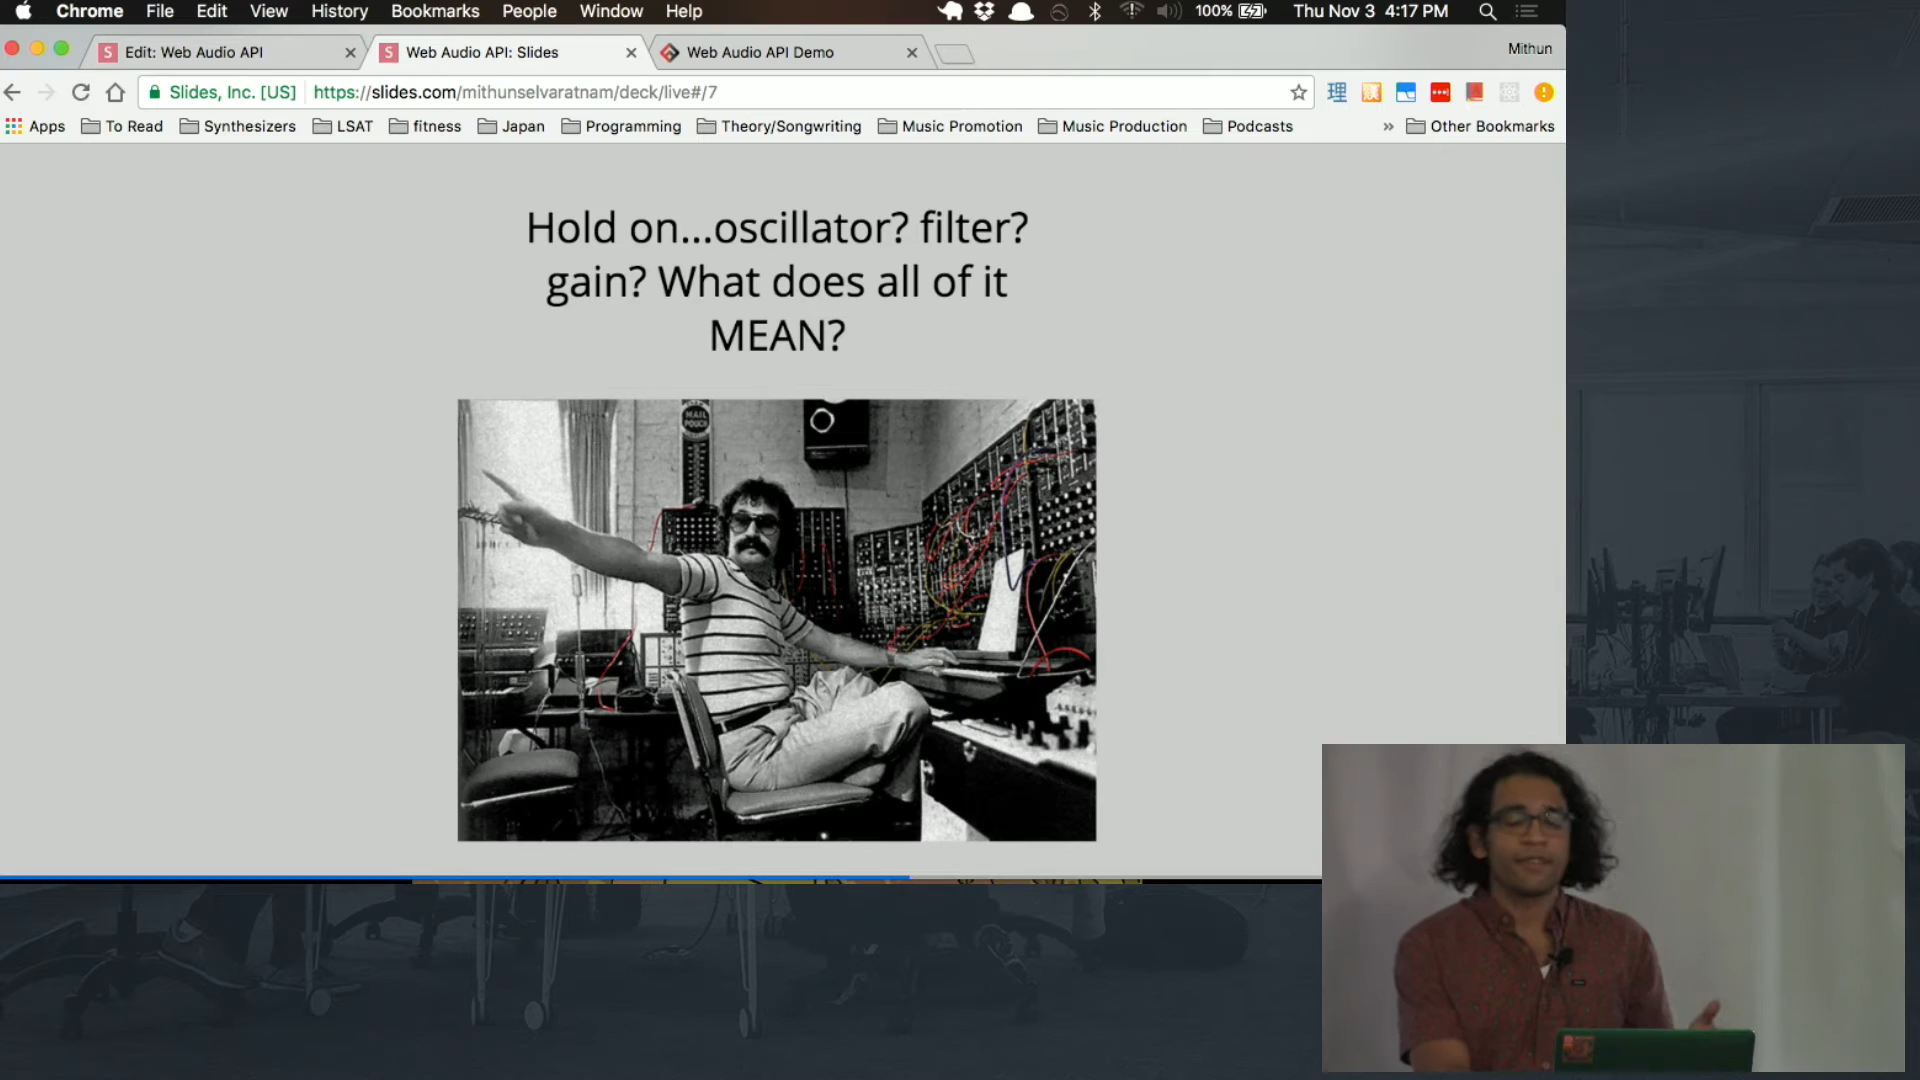 Chrome File Edit View History Bookmarks People Window Help 100% Thu Nov 3 4:17 PM
Edit: Web Audio API Web Audio API: Slides Web Audio API Demo Mithun
Slides, Inc. [US] https://slides.com/mithunselvaratnam/deck/live#/7
Apps To Read Synthesizers LSAT fitness Japan Programming Theory/Songwriting Music Promotion Music Production Podcasts » Other Bookmarks
Hold on...oscillator? filter?
gain? What does all of it
MEAN?
MAIL
POUCH